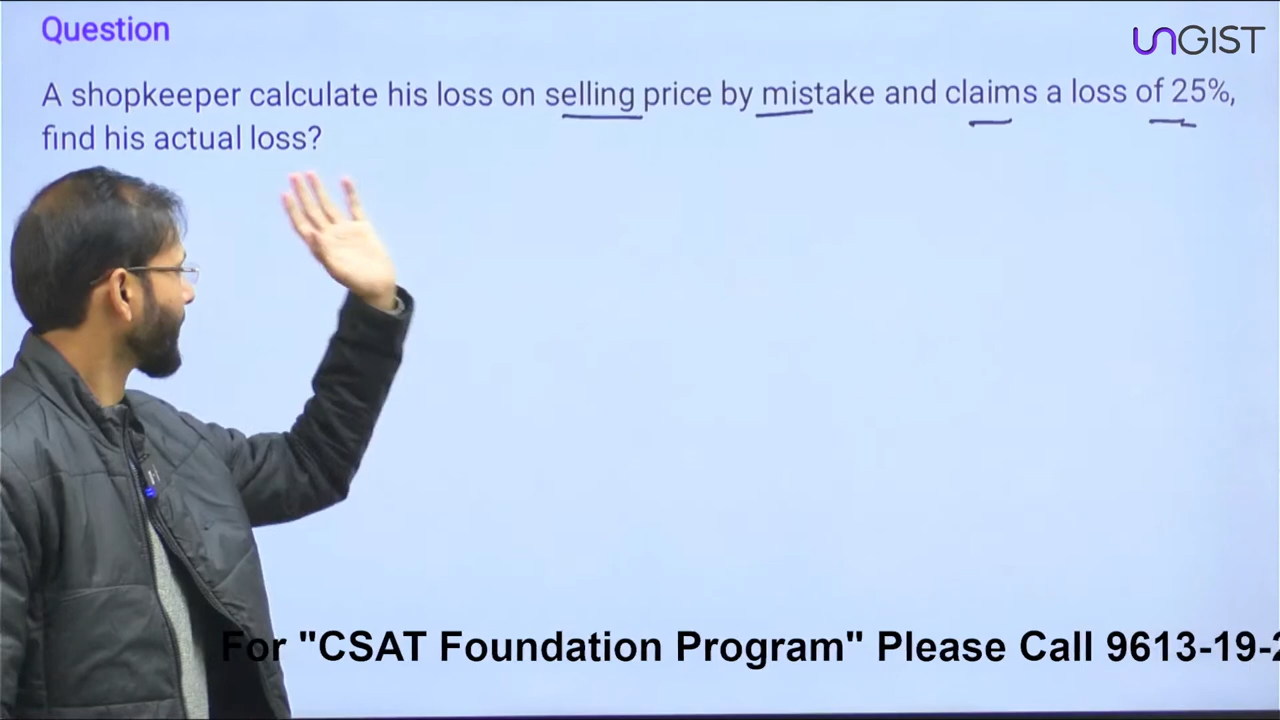 Question
UNGIST
A shopkeeper calculate his loss on selling price by mistake and claims a loss of 25%,
find his actual loss?
For "CSAT Foundation Program" Please Call 9613-19-2